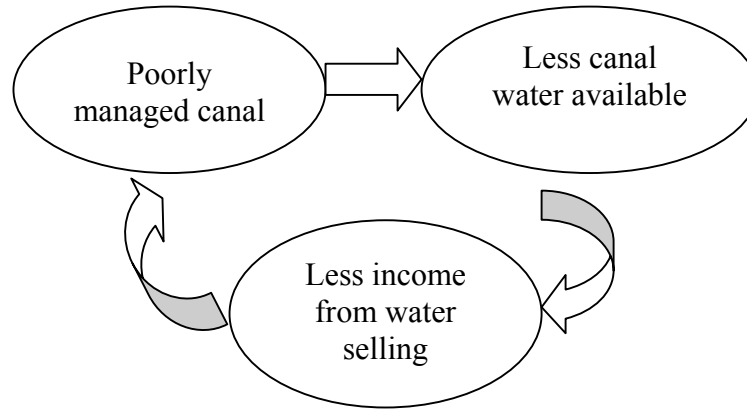 Poorly
managed canal
Less canal
water available
Less income
from water
selling